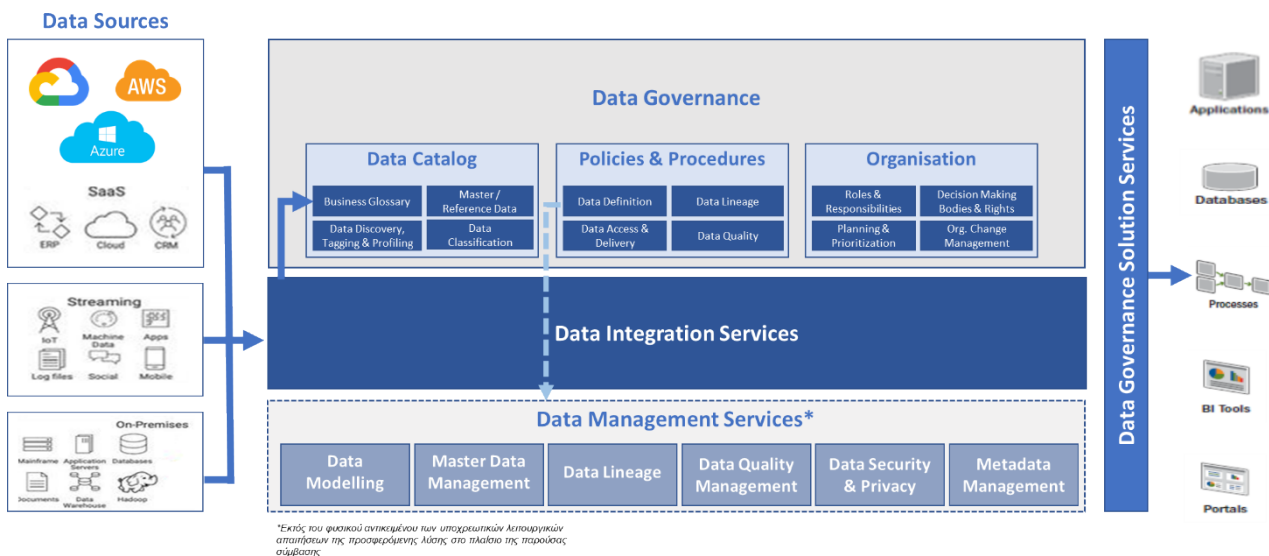 Data Sources
AWS
Azure
SaaS
ERP
Cloud
CRM
Streaming
IoT
Machine
Data
Apps
Log files
Social
Mobile
On-Premises
Mainframe
Application
Servers
Databases
Documents
Data
Warehouse
Hadoop
Data Governance
Data Catalog
Business Glossary
Master /
Reference Data
Data Discovery,
Tagging & Profiling
Data
Classification
Policies & Procedures
Data Definition
Data Lineage
Data Access &
Delivery
Data Quality
Organisation
Roles &
Responsibilities
Decision Making
Bodies & Rights
Planning &
Prioritization
Org. Change
Management
Data Integration Services
Data Management Services*
Data
Modelling
Master Data
Management
Data Lineage
Data Quality
Management
Data Security
& Privacy
Metadata
Management
*Εκτός του φυσικού αντικειμένου των υποχρεωτικών λειτουργικών
απαιτήσεων της προσφερόμενης λύσης στο πλαίσιο της παρούσας
σύμβασης
Data Governance Solution Services
Applications
Databases
Processes
BI Tools
Portals